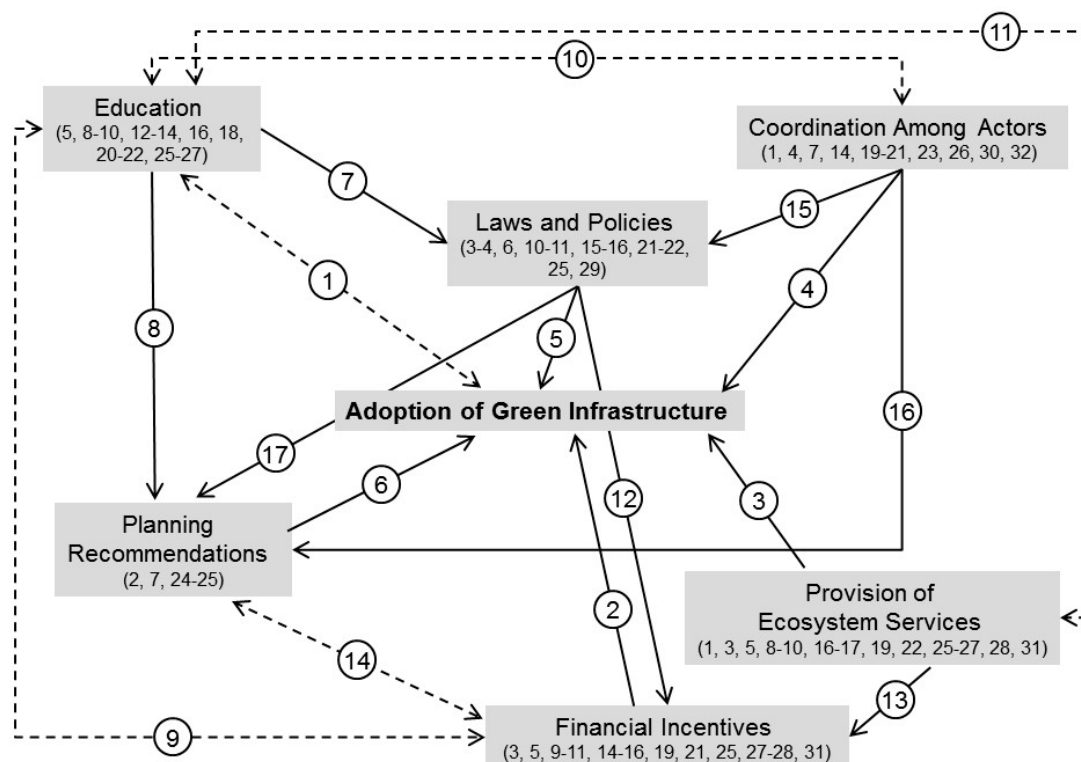 11
10
Education
(5, 8-10, 12-14, 16, 18,
20-22, 25-27)
Coordination Among Actors
(1, 4, 7, 14, 19-21, 23, 26, 30, 32)
7
15
Laws and Policies
(3-4, 6, 10-11, 15-16, 21-22,
25, 29)
1
4
8
5
Adoption of Green Infrastructure
16
17
6
12
3
Planning
Recommendations
(2, 7, 24-25)
2
Provision of
Ecosystem Services
(1, 3, 5, 8-10, 16-17, 19, 22, 25-27, 28, 31)
14
13
9
Financial Incentives
(3, 5, 9-11, 14-16, 19, 21, 25, 27-28, 31)